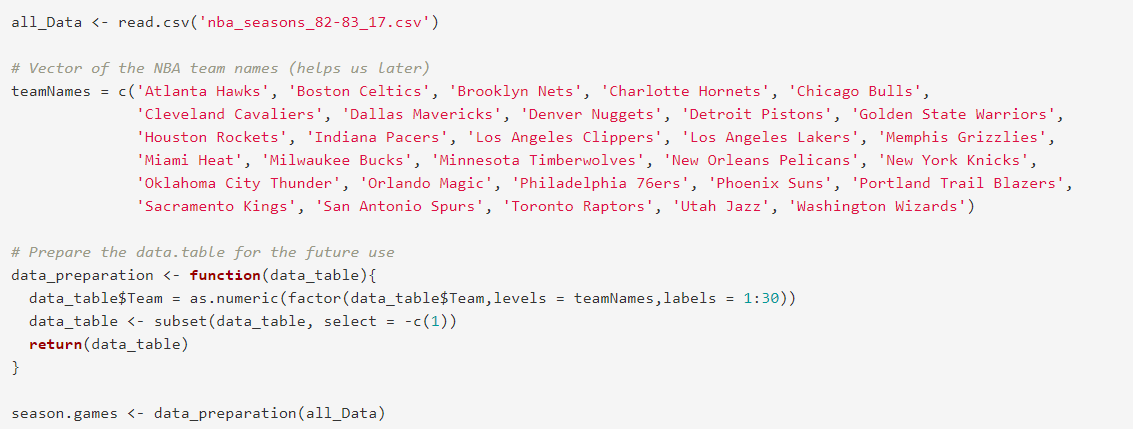 all_Data <- read.csv('nba_seasons_82-83_17.csv')
# Vector of the NBA team names (helps us later)
teamNames = c('Atlanta Hawks', 'Boston Celtics', 'Brooklyn Nets', 'Charlotte Hornets', 'Chicago Bulls',
'Cleveland Cavaliers', 'Dallas Mavericks', 'Denver Nuggets', 'Detroit Pistons', 'Golden State Warriors',
'Houston Rockets', 'Indiana Pacers', 'Los Angeles Clippers', 'Los Angeles Lakers', 'Memphis Grizzlies',
'Miami Heat', 'Milwaukee Bucks', 'Minnesota Timberwolves', 'New Orleans Pelicans', 'New York Knicks',
'Oklahoma City Thunder', 'Orlando Magic', 'Philadelphia 76ers', 'Phoenix Suns', 'Portland Trail Blazers',
'Sacramento Kings', 'San Antonio Spurs', 'Toronto Raptors', 'Utah Jazz', 'Washington Wizards')
# Prepare the data.table for the future use
data_preparation <- function(data_table){
data_table$Team = as.numeric(factor(data_table$Team,levels = teamNames,labels = 1:30))
data_table <- subset(data_table, select = -c(1))
return(data_table)
}
season.games <- data_preparation(all_Data)